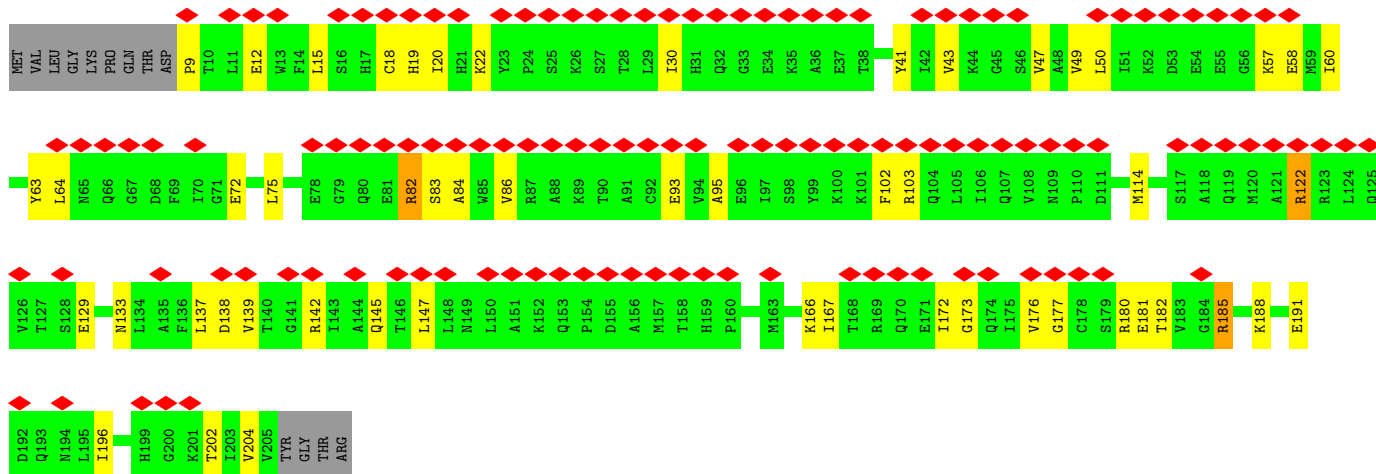 MET VAL LEU GLY LYS PRO GLN THR ASP P9 T10 L11 E12 W13 F14 L15 S16 H17 C18 H19 I20 H21 K22 Y23 P24 S25 K26 S27 T28 L29 I30 H31 Q32 G33 E34 K35 A36 E37 T38 Y41 I42 V43 K44 G45 S46 V47 A48 V49 L50 I51 K52 D53 E54 E55 G56 K57 E58 M59 I60
Y63 L64 N65 Q66 G67 D68 F69 I70 G71 E72 L75 E78 G79 Q80 E81 R82 S83 A84 W85 V86 R87 A88 K89 T90 A91 C92 E93 V94 A95 E96 I97 S98 Y99 K100 K101 F102 R103 Q104 L105 I106 Q107 V108 N109 P110 D111 M114 S117 A118 Q119 M120 A121 R122 R123 L124 Q125
V126 T127 S128 E129 N133 L134 A135 F136 L137 D138 V139 T140 G141 R142 I143 A144 Q145 T146 L147 L148 N149 L150 A151 K152 Q153 P154 D155 A156 M157 T158 H159 P160 M163 K166 I167 T168 R169 Q170 E171 I172 G173 Q174 I175 V176 G177 C178 S179 R180 E181 T182 V183 G184 R185 K188 E191
D192 Q193 N194 L195 I196 H199 G200 K201 T202 I203 V204 V205 TYR GLY THR ARG